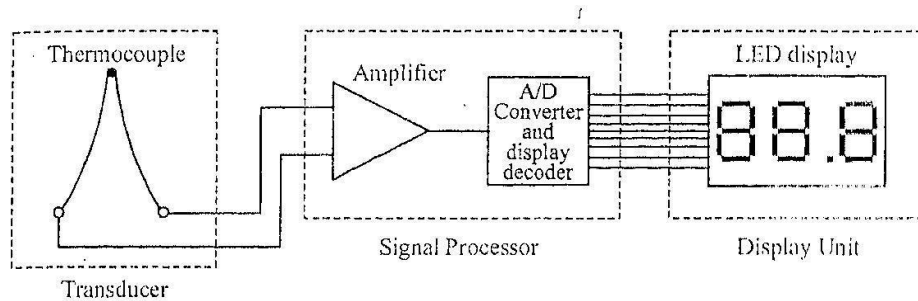 Thermocouple
Amplifier
A/D
Converter
and
display
decoder
LED display
88.8
Signal Processor
Display Unit
Transducer